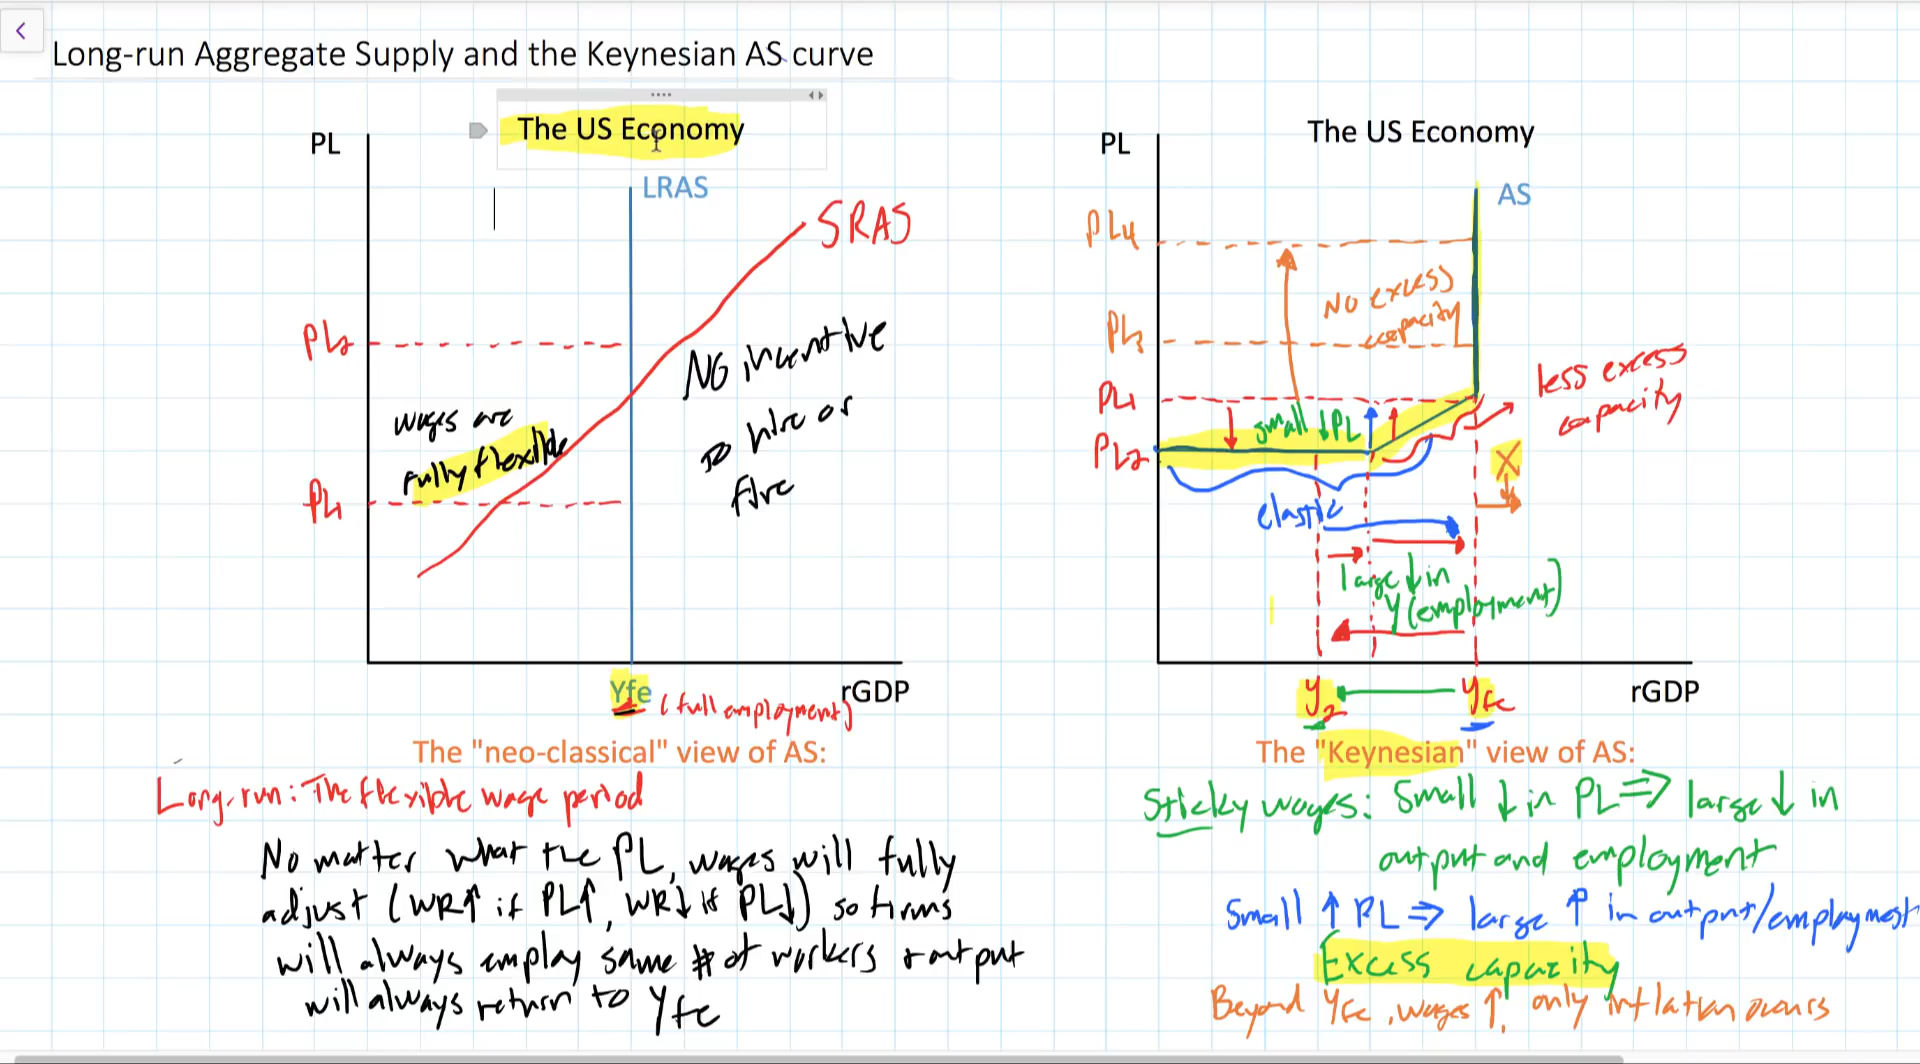 Long-run Aggregate Supply and the Keynesian AS curve
The US Economy
PL
LRAS
SRAS
PL2
NO incentive
to hire or
fire
wages are
fully flexible
PL1
Yfe
(full employment)
rGDP
The "neo-classical" view of AS:
Long-run: The flexible wage period
No matter what the PL, wages will fully
adjust (WR↑ if PL↑, WR↓ if PL↓) so firms
will always employ same # of workers & output
will always return to Yfe
The US Economy
PL
AS
PL4
No excess
capacity
PL3
PL1
less excess
capacity
small ↓PL
PL2
X
elastic
large ↓ in
Y (employment)
Y2
Yfe
rGDP
The "Keynesian" view of AS:
Sticky wages: Small ↓ in PL ⇒ large ↓ in
output and employment
Small ↑ PL ⇒ large ↑ in output/employment
Excess capacity
Beyond Yfe, wages ↑, only inflation occurs